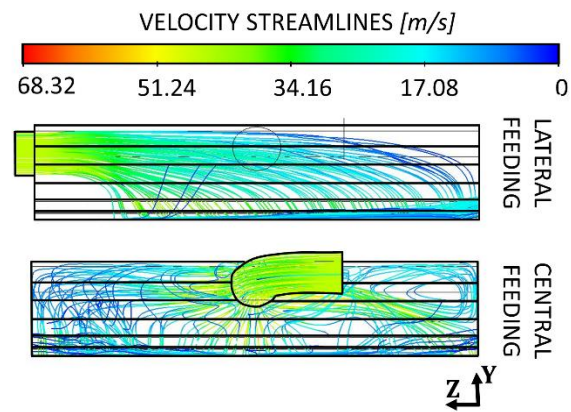 VELOCITY STREAMLINES [m/s]
68.32 51.24 34.16 17.08 0
LATERAL
FEEDING
CENTRAL
FEEDING
Y
Z